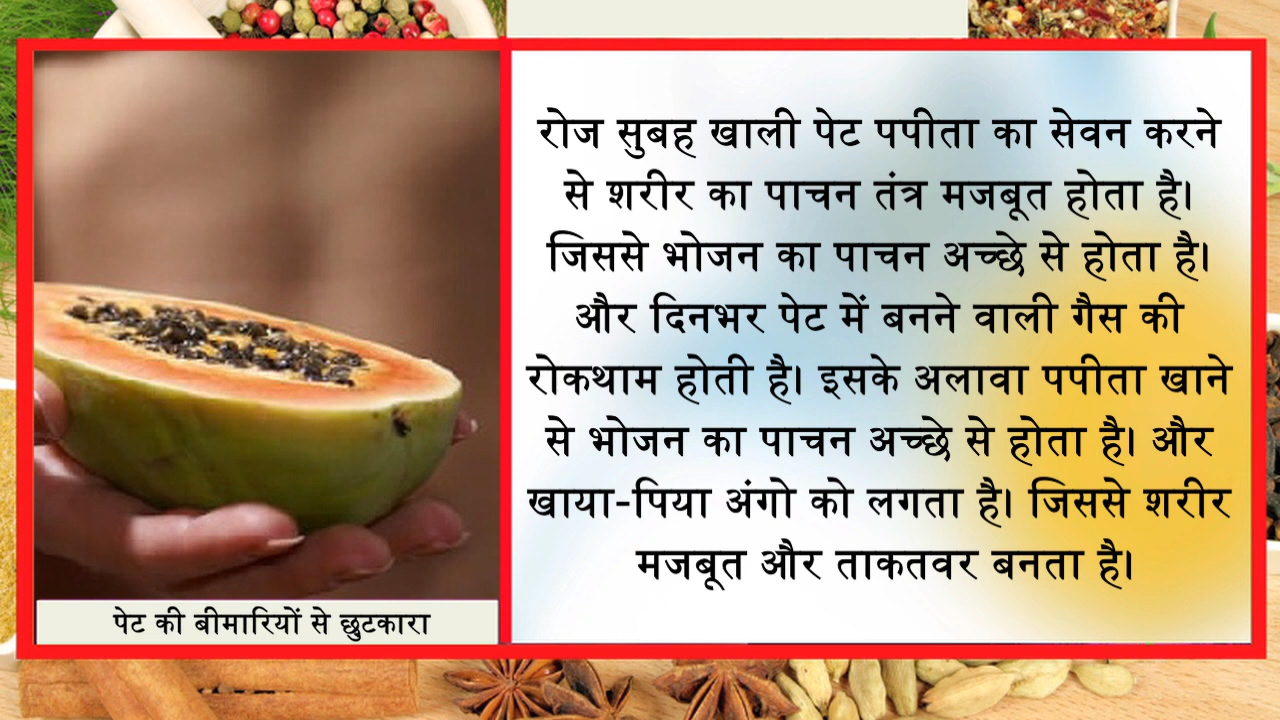 रोज सुबह खाली पेट पपीता का सेवन करने
से शरीर का पाचन तंत्र मजबूत होता है।
जिससे भोजन का पाचन अच्छे से होता है।
और दिनभर पेट में बनने वाली गैस की
रोकथाम होती है। इसके अलावा पपीता खाने
से भोजन का पाचन अच्छे से होता है। और
खाया-पिया अंगो को लगता है। जिससे शरीर
मजबूत और ताकतवर बनता है।
पेट की बीमारियों से छुटकारा